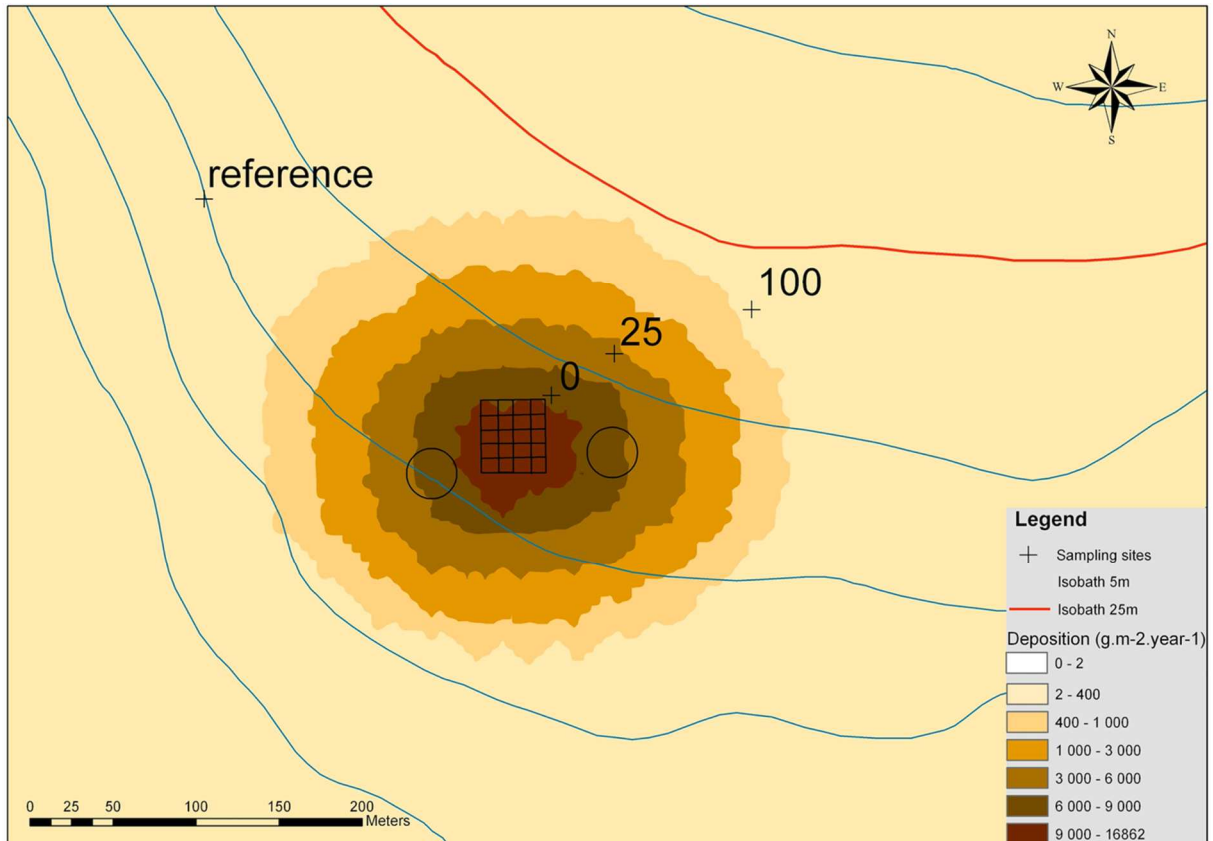 N
W E
S
reference
100
25
0
Legend
Sampling sites
Isobath 5m
Isobath 25m
Deposition (g.m-2.year-1)
0 - 2
2 - 400
400 - 1 000
1 000 - 3 000
3 000 - 6 000
6 000 - 9 000
9 000 - 16862
0 25 50 100 150 200
Meters